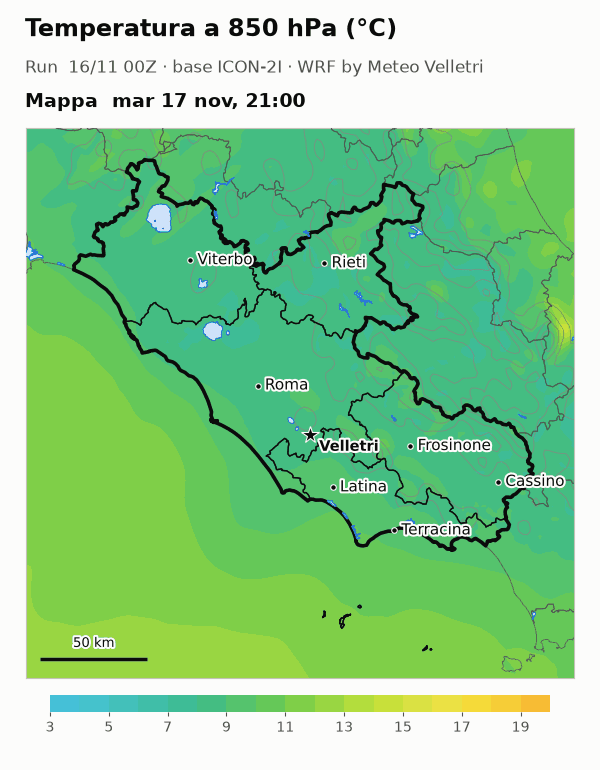 Temperatura a 850 hPa (°C)
Run  16/11 00Z · base ICON-2I · WRF by Meteo Velletri
Mappa  mar 17 nov, 21:00
Viterbo
Rieti
Roma
Velletri
Frosinone
Cassino
Latina
Terracina
50 km
3 5 7 9 11 13 15 17 19